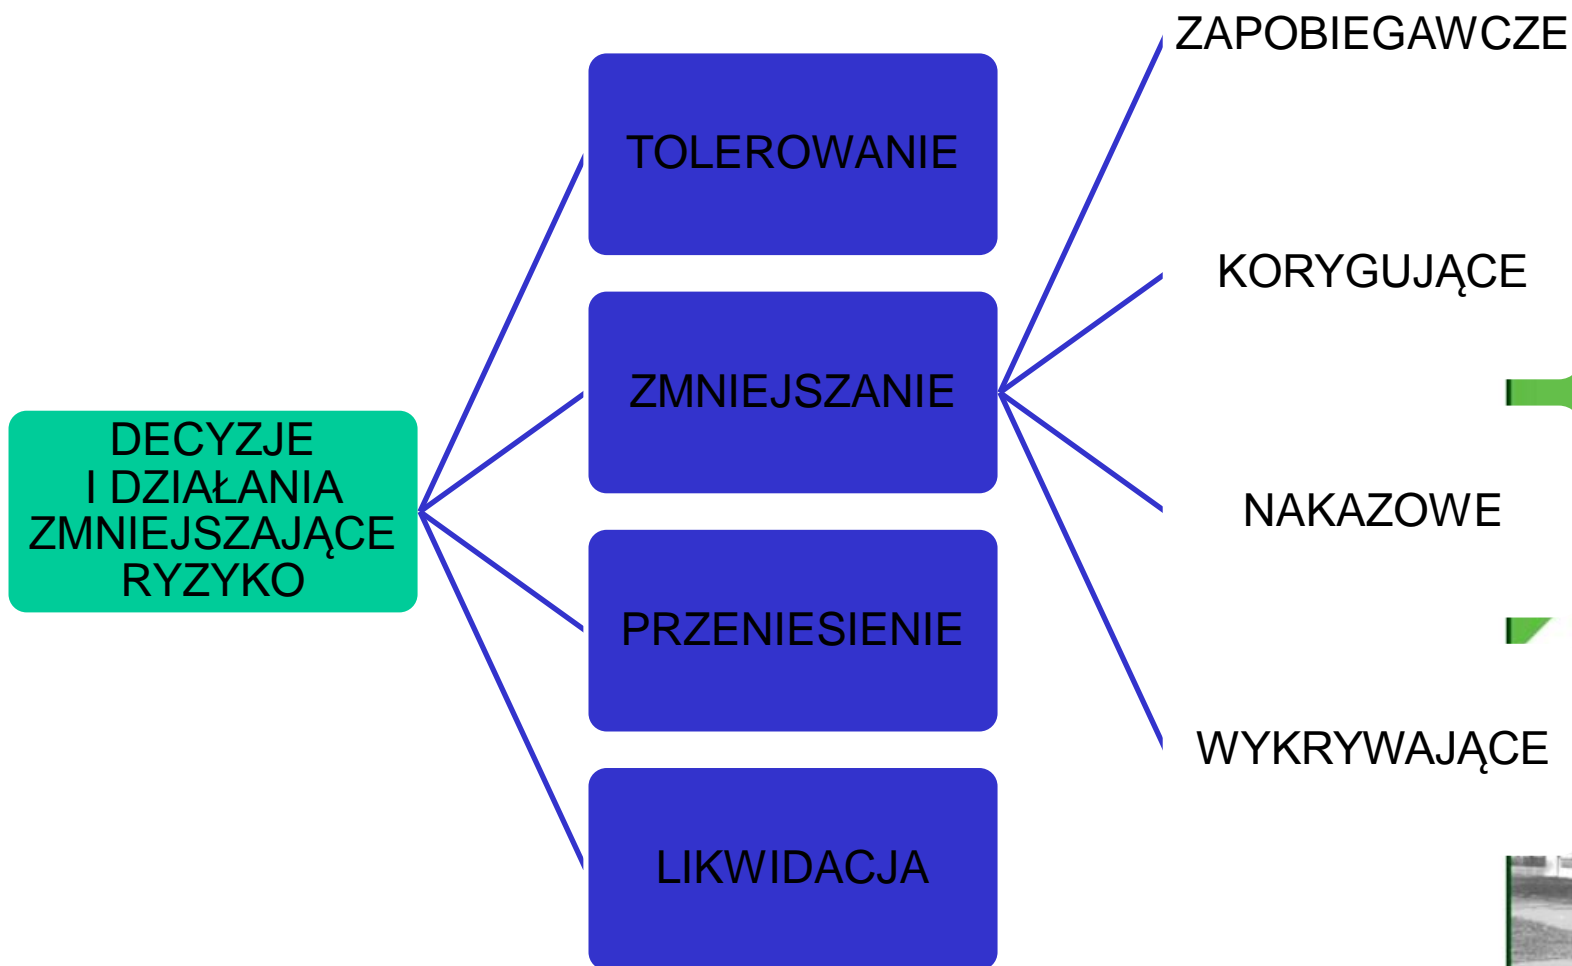 DECYZJE
I DZIAŁANIA
ZMNIEJSZAJĄCE
RYZYKO
TOLEROWANIE
ZMNIEJSZANIE
PRZENIESIENIE
LIKWIDACJA
ZAPOBIEGAWCZE
KORYGUJĄCE
NAKAZOWE
WYKRYWAJĄCE